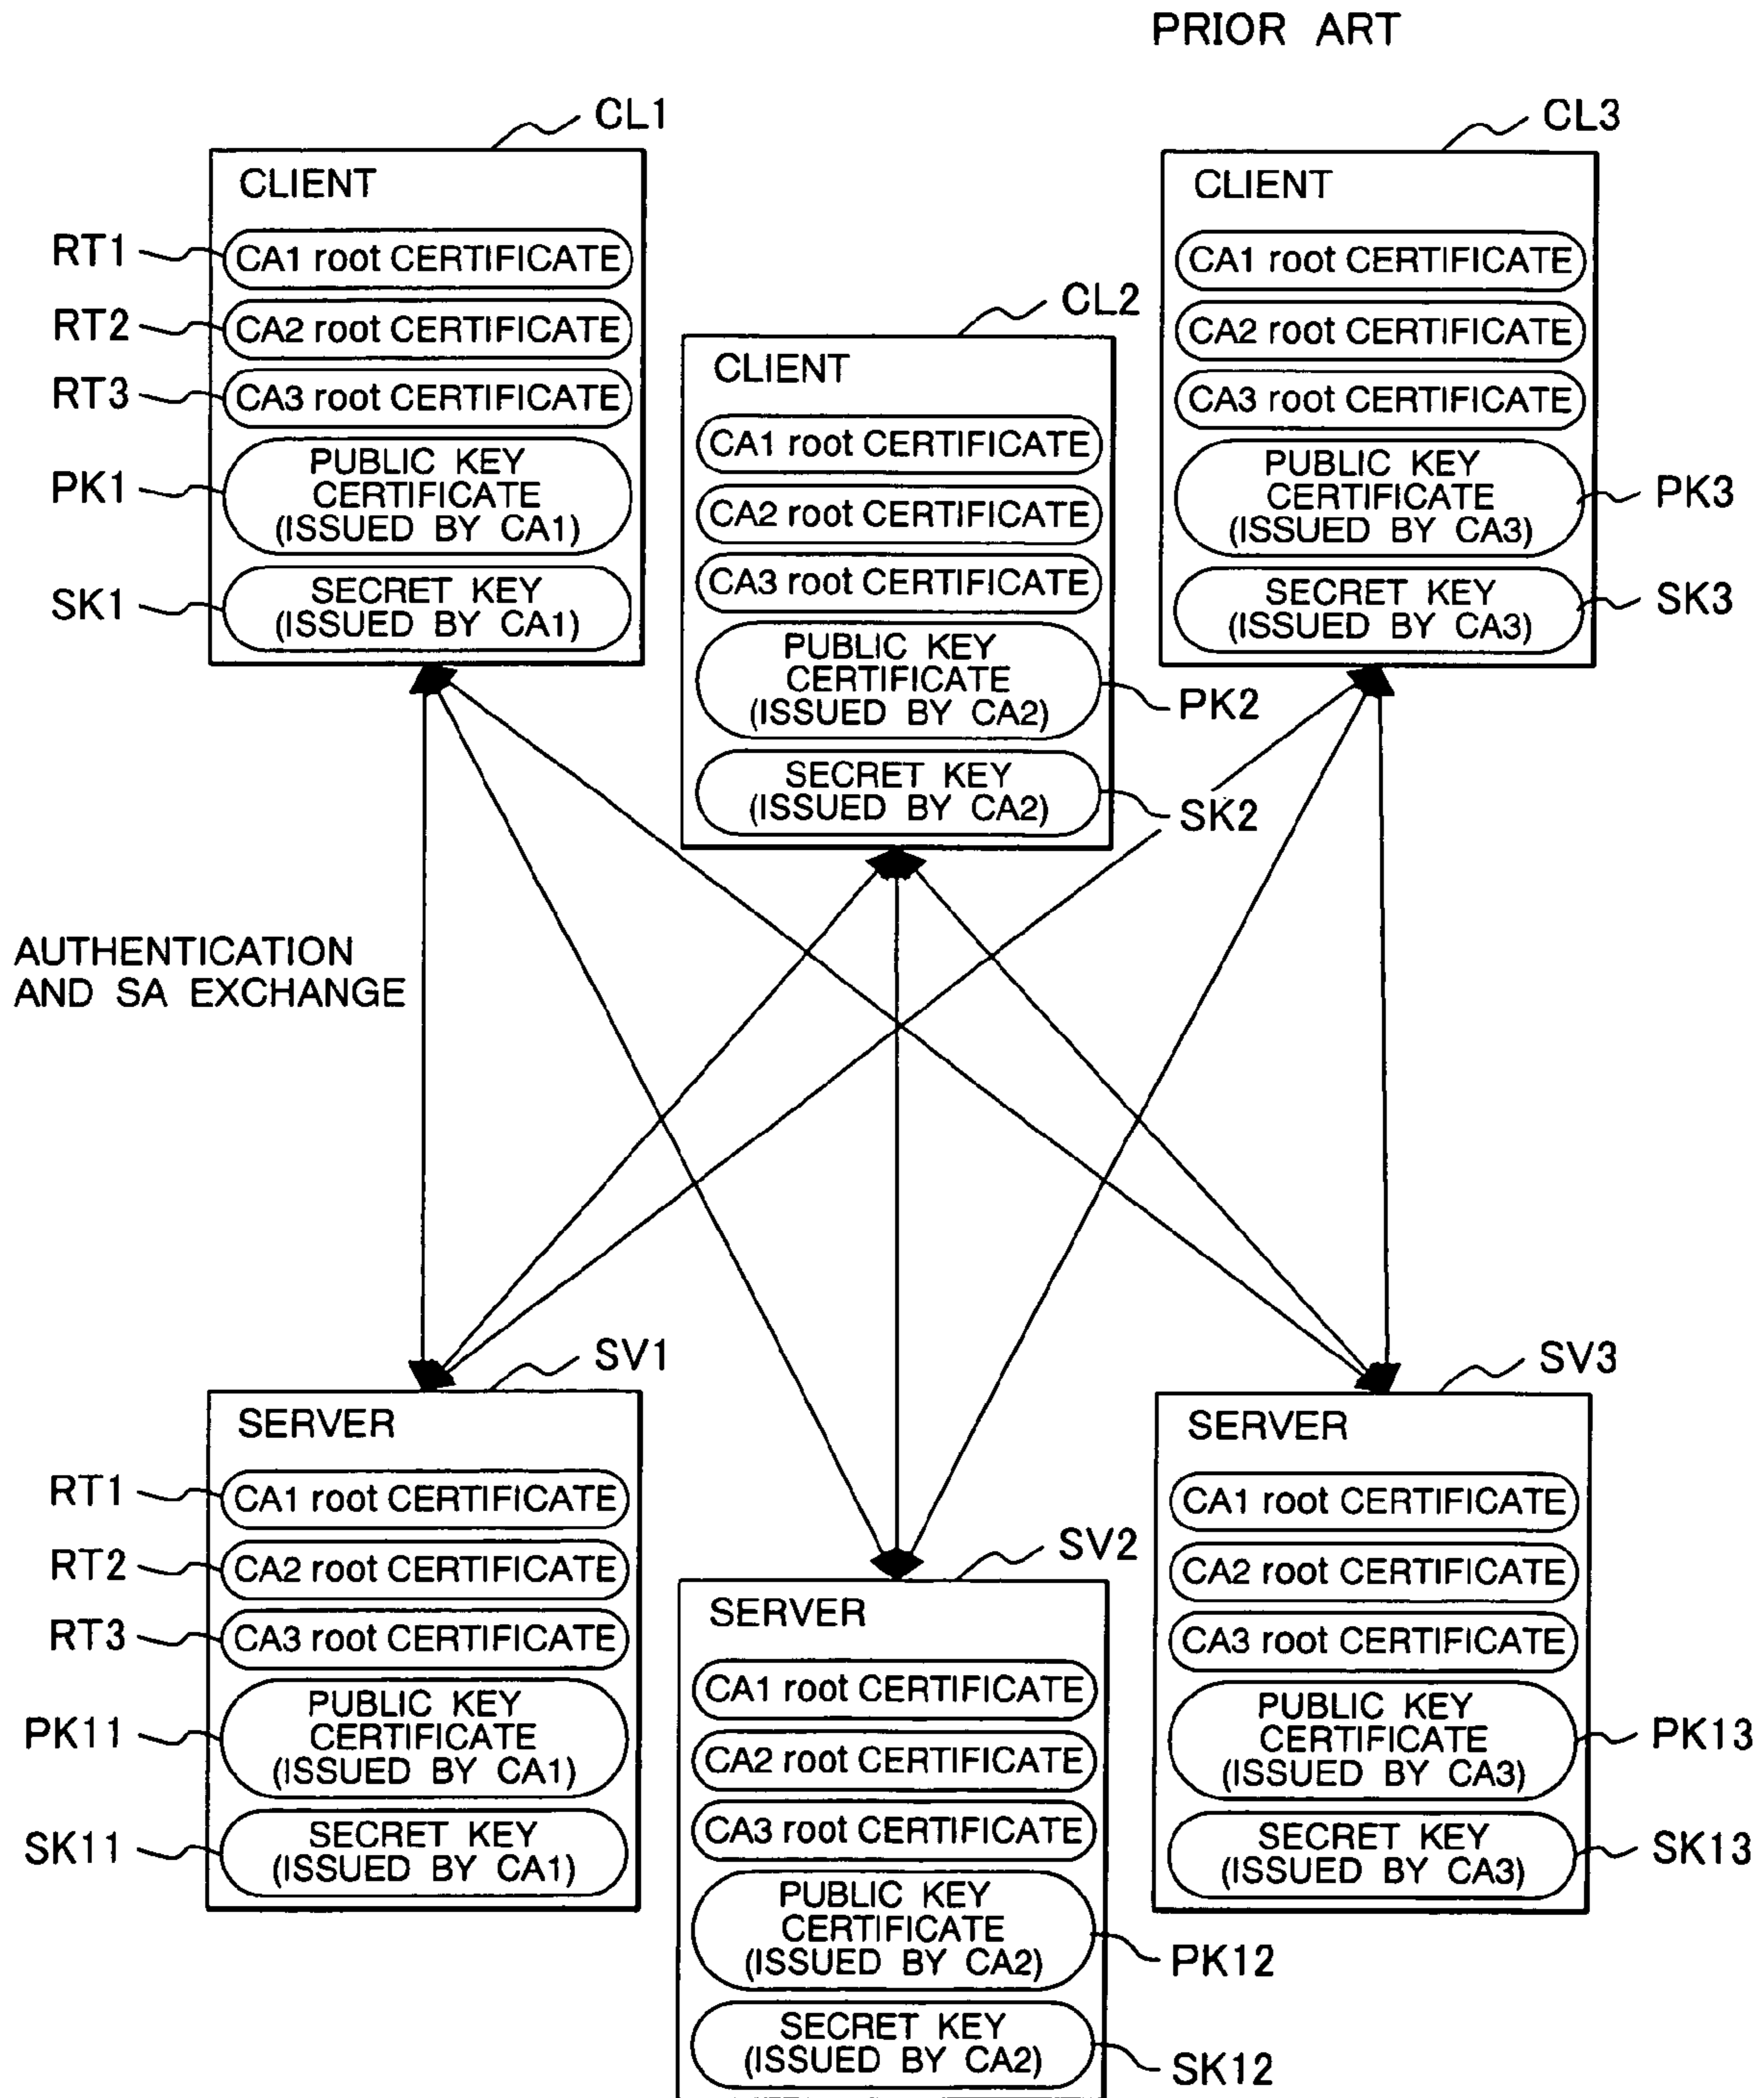 PRIOR ART
CL1
CLIENT
RT1
CA1 root CERTIFICATE
RT2
CA2 root CERTIFICATE
RT3
CA3 root CERTIFICATE
PK1
PUBLIC KEY
CERTIFICATE
(ISSUED BY CA1)
SK1
SECRET KEY
(ISSUED BY CA1)
CL2
CLIENT
CA1 root CERTIFICATE
CA2 root CERTIFICATE
CA3 root CERTIFICATE
PUBLIC KEY
CERTIFICATE
(ISSUED BY CA2)
PK2
SECRET KEY
(ISSUED BY CA2)
SK2
CL3
CLIENT
CA1 root CERTIFICATE
CA2 root CERTIFICATE
CA3 root CERTIFICATE
PUBLIC KEY
CERTIFICATE
(ISSUED BY CA3)
PK3
SECRET KEY
(ISSUED BY CA3)
SK3
AUTHENTICATION
AND SA EXCHANGE
SV1
SERVER
RT1
CA1 root CERTIFICATE
RT2
CA2 root CERTIFICATE
RT3
CA3 root CERTIFICATE
PK11
PUBLIC KEY
CERTIFICATE
(ISSUED BY CA1)
SK11
SECRET KEY
(ISSUED BY CA1)
SV2
SERVER
CA1 root CERTIFICATE
CA2 root CERTIFICATE
CA3 root CERTIFICATE
PUBLIC KEY
CERTIFICATE
(ISSUED BY CA2)
PK12
SECRET KEY
(ISSUED BY CA2)
SK12
SV3
SERVER
CA1 root CERTIFICATE
CA2 root CERTIFICATE
CA3 root CERTIFICATE
PUBLIC KEY
CERTIFICATE
(ISSUED BY CA3)
PK13
SECRET KEY
(ISSUED BY CA3)
SK13